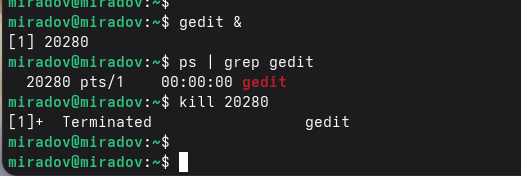 miradov@miradov:~$
miradov@miradov:~$ gedit &
[1] 20280
miradov@miradov:~$ ps | grep gedit
  20280 pts/1    00:00:00 gedit
miradov@miradov:~$ kill 20280
[1]+  Terminated              gedit
miradov@miradov:~$
miradov@miradov:~$